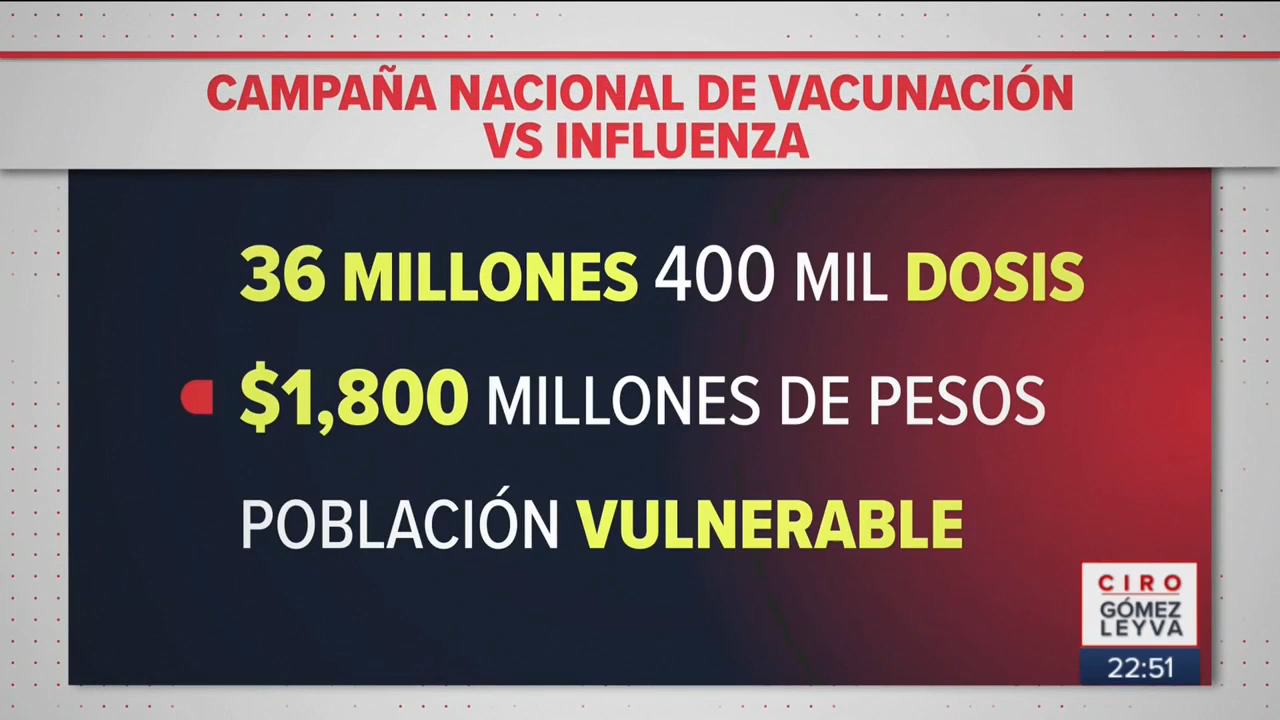 CAMPAÑA NACIONAL DE VACUNACIÓN
VS INFLUENZA
36 MILLONES 400 MIL DOSIS
$1,800 MILLONES DE PESOS
POBLACIÓN VULNERABLE
CIRO
GÓMEZ
LEYVA
22:51